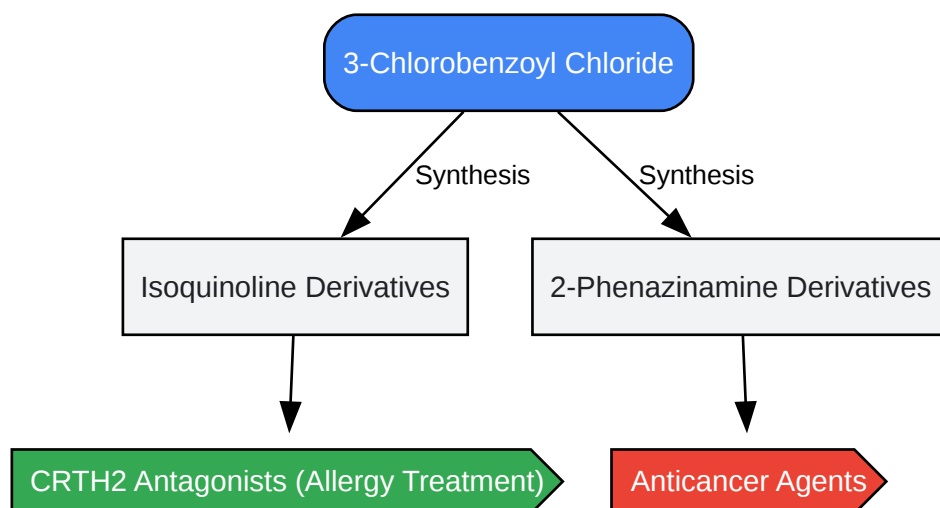 3-Chlorobenzoyl Chloride
Synthesis
Synthesis
Isoquinoline Derivatives
2-Phenazinamine Derivatives
CRTH2 Antagonists (Allergy Treatment)
Anticancer Agents